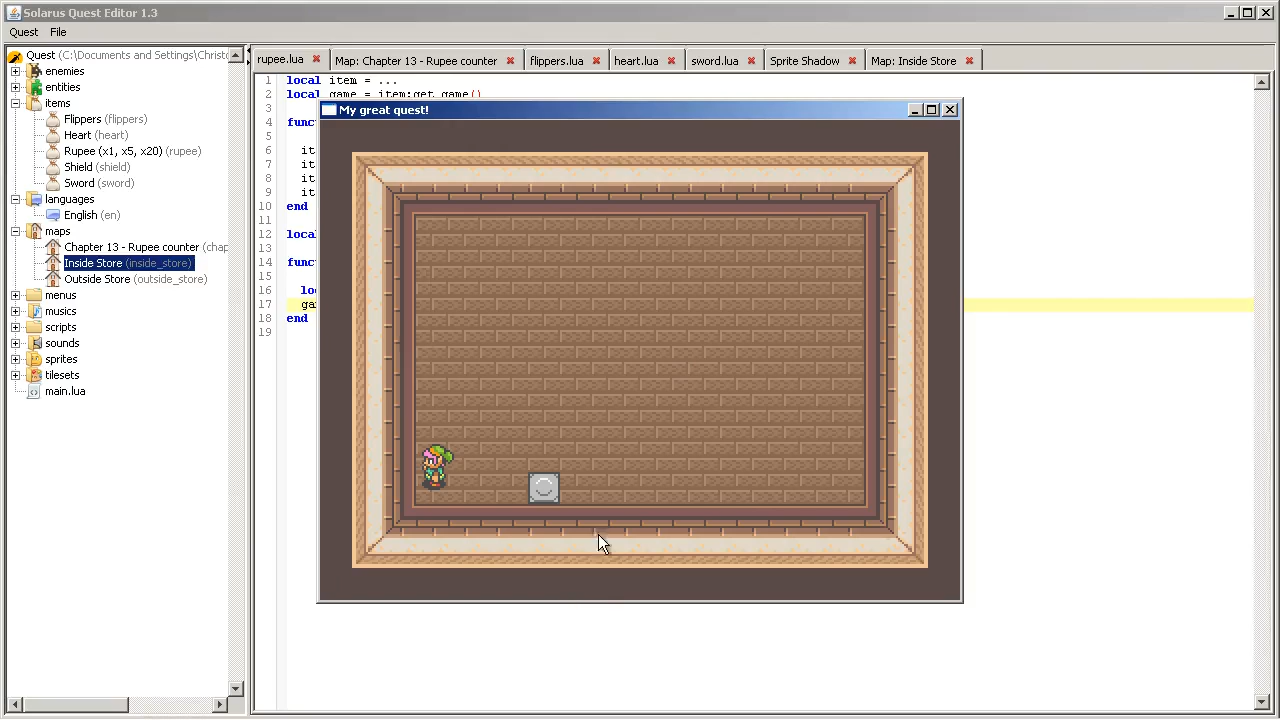 Solarus Quest Editor 1.3
Quest File
Quest (C:\Documents and Settings\Christ
enemies
entities
items
Flippers (flippers)
Heart (heart)
Rupee (x1, x5, x20) (rupee)
Shield (shield)
Sword (sword)
languages
English (en)
maps
Chapter 13 - Rupee counter (chap
Inside Store (inside_store)
Outside Store (outside_store)
menus
musics
scripts
sounds
sprites
tilesets
main.lua
rupee.lua Map: Chapter 13 - Rupee counter flippers.lua heart.lua sword.lua Sprite Shadow Map: Inside Store
1 local item = ...
2 local game = item:get_game()
3
4 func
5
6 it
7 it
8 it
9 it
10 end
11
12 loca
13
14 func
15
16 loc
17 gam
18 end
19
My great quest!